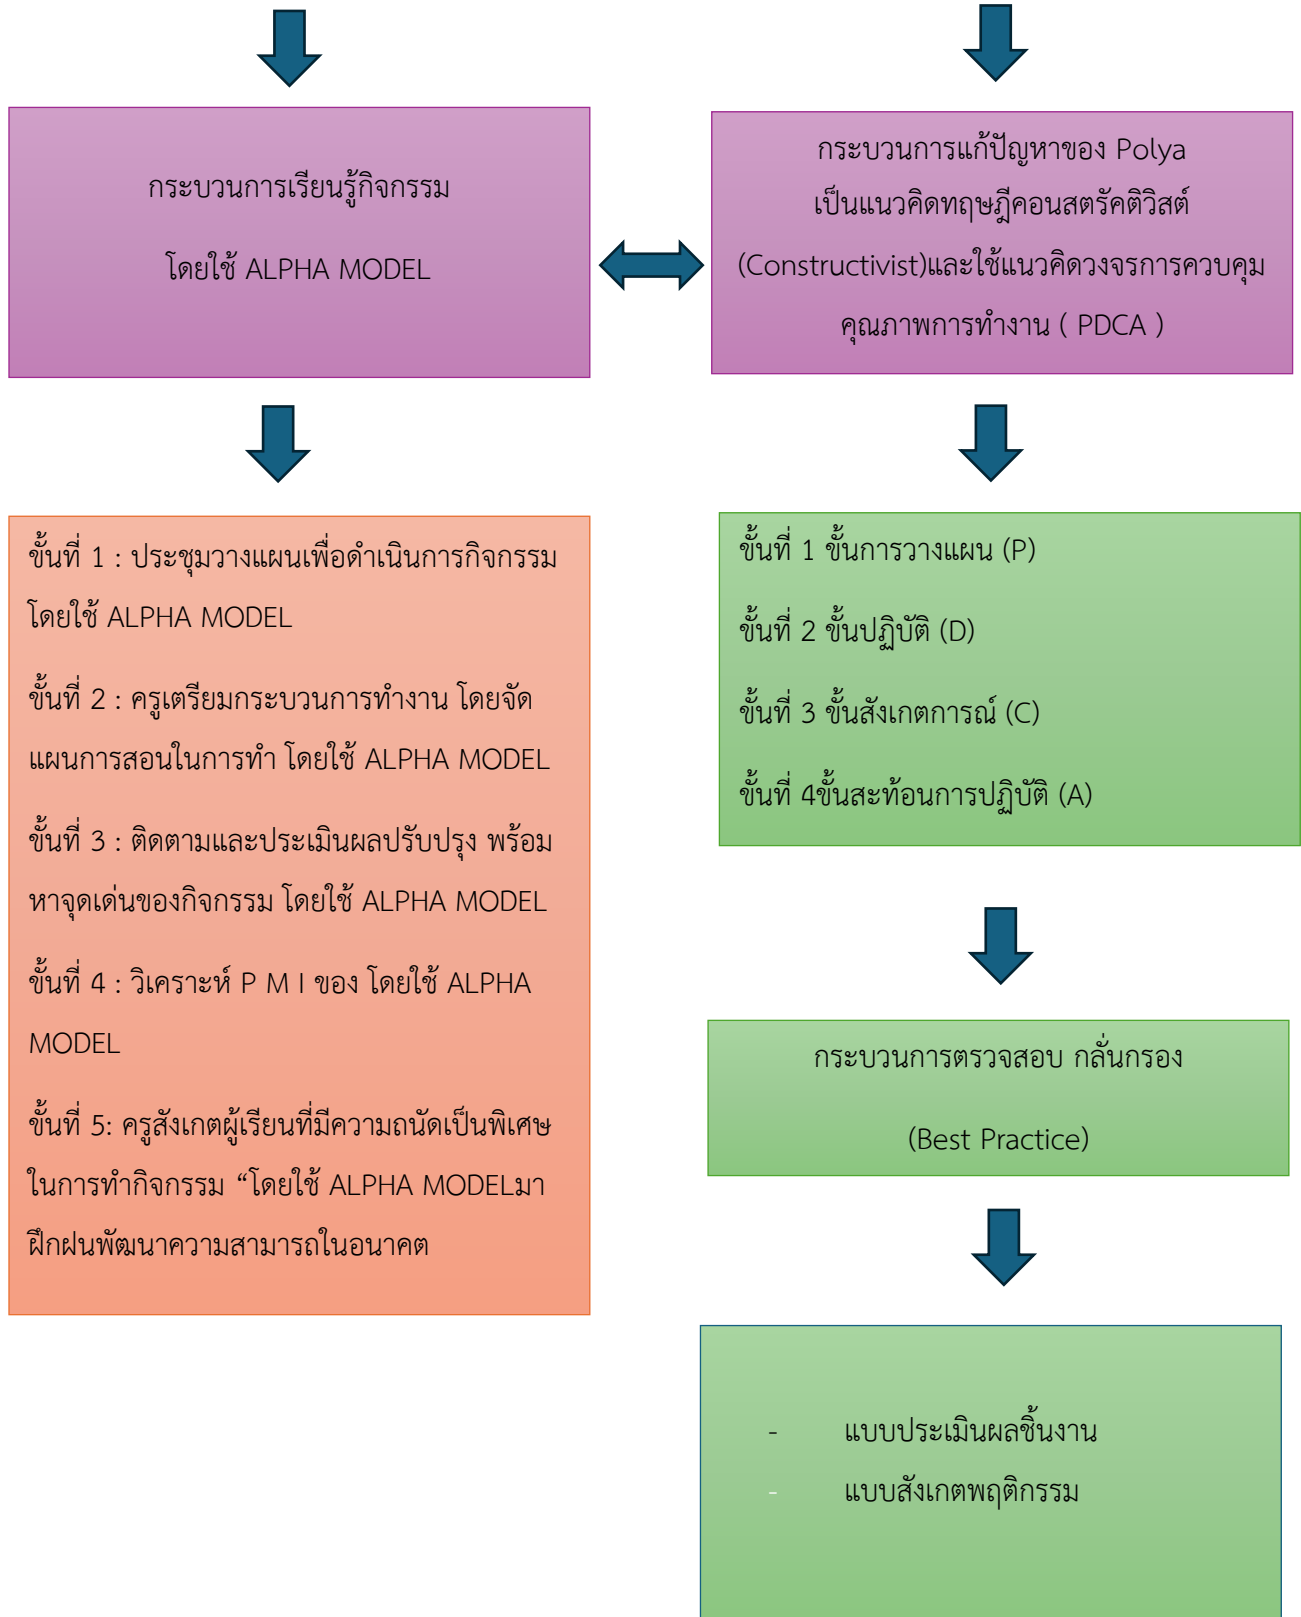 กระบวนการเรียนรู้กิจกรรม
โดยใช้ ALPHA MODEL
กระบวนการแก้ปัญหาของ Polya
เป็นแนวคิดทฤษฎีคอนสตรัคติวิสต์
(Constructivist)และใช้แนวคิดวงจรการควบคุม
คุณภาพการทำงาน ( PDCA )
ขั้นที่ 1 : ประชุมวางแผนเพื่อดำเนินการกิจกรรม
โดยใช้ ALPHA MODEL
ขั้นที่ 2 : ครูเตรียมกระบวนการทำงาน โดยจัด
แผนการสอนในการทำ โดยใช้ ALPHA MODEL
ขั้นที่ 3 : ติดตามและประเมินผลปรับปรุง พร้อม
หาจุดเด่นของกิจกรรม โดยใช้ ALPHA MODEL
ขั้นที่ 4 : วิเคราะห์ P M I ของ โดยใช้ ALPHA
MODEL
ขั้นที่ 5: ครูสังเกตผู้เรียนที่มีความถนัดเป็นพิเศษ
ในการทำกิจกรรม “โดยใช้ ALPHA MODELมา
ฝึกฝนพัฒนาความสามารถในอนาคต
ขั้นที่ 1 ขั้นการวางแผน (P)
ขั้นที่ 2 ขั้นปฏิบัติ (D)
ขั้นที่ 3 ขั้นสังเกตการณ์ (C)
ขั้นที่ 4ขั้นสะท้อนการปฏิบัติ (A)
กระบวนการตรวจสอบ กลั่นกรอง
(Best Practice)
- แบบประเมินผลชิ้นงาน
- แบบสังเกตพฤติกรรม